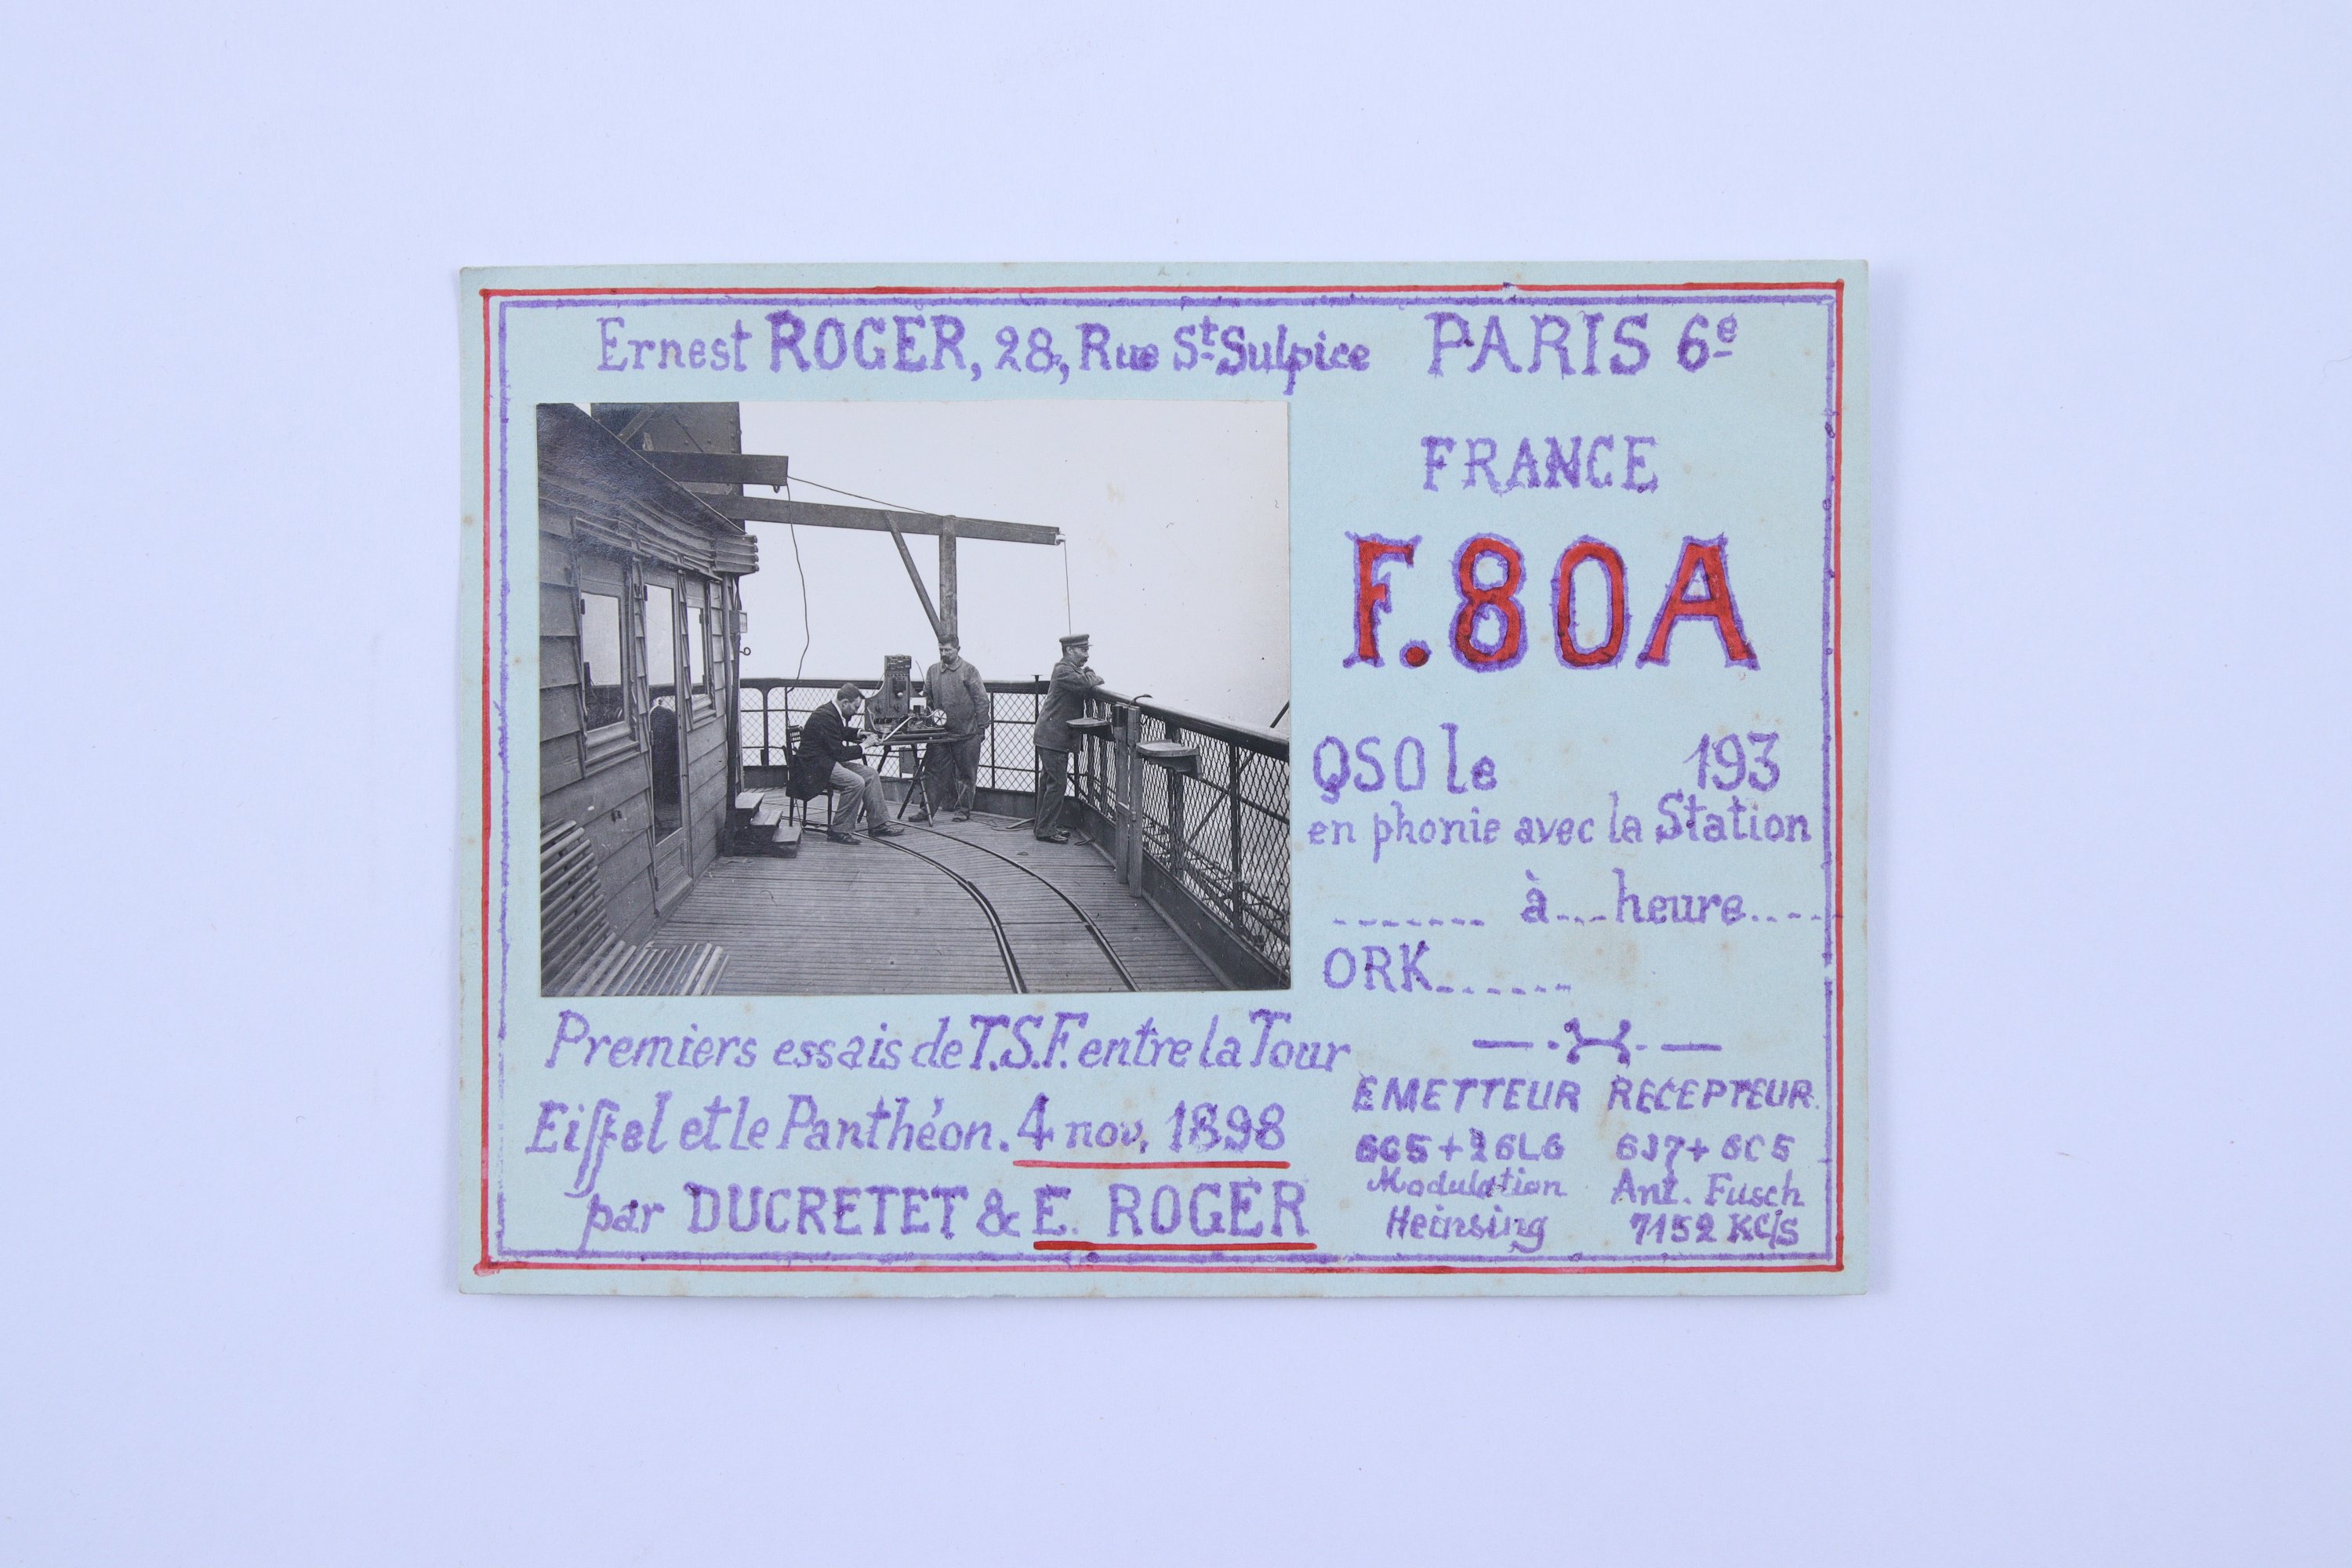 Ernest ROGER, 28, Rue St Sulpice PARIS 6e
FRANCE
F.80A
QSO le 193
en phonie avec la Station
------- à---heure-----
ORK------
Premiers essais de T.S.F. entre la Tour
Eiffel et le Panthéon. 4 nov. 1898
par DUCRETET & E. ROGER
EMETTEUR RECEPTEUR.
6C5+26L6 6J7+6C5
Modulation Ant. Fusch
Heinsing 7152 KC/S